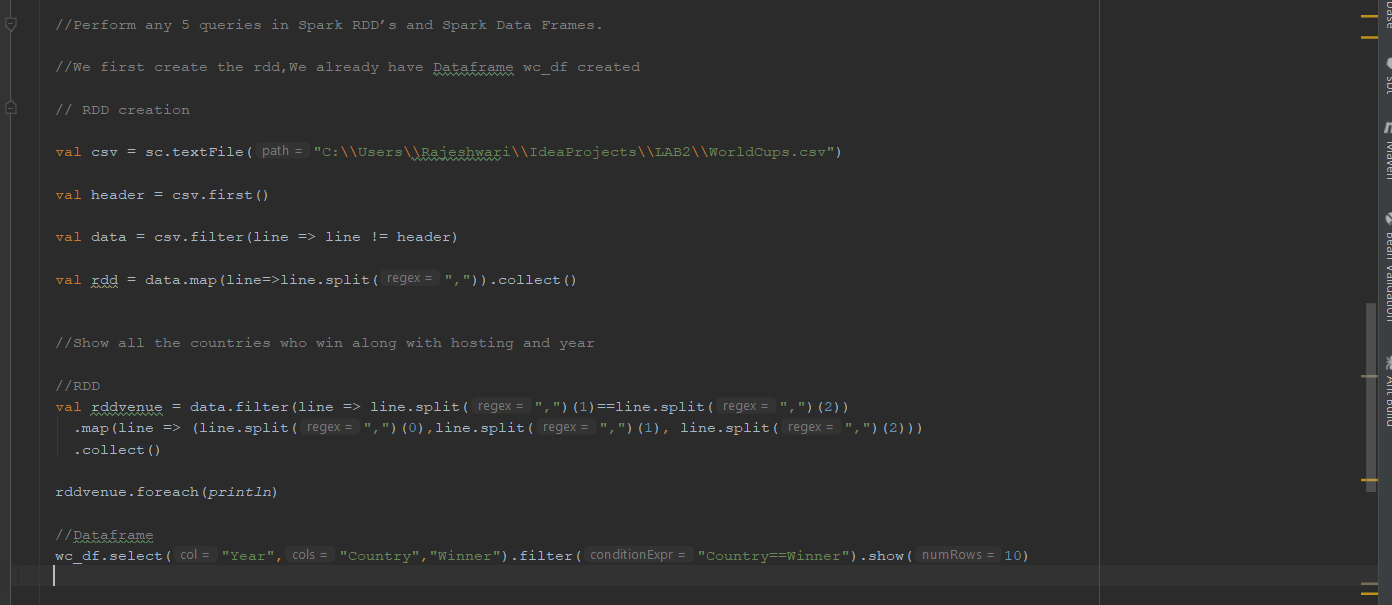 //Perform any 5 queries in Spark RDD’s and Spark Data Frames.
//We first create the rdd,We already have Dataframe wc_df created
// RDD creation
val csv = sc.textFile( path = "C:\\Users\\Rajeshwari\\IdeaProjects\\LAB2\\WorldCups.csv")
val header = csv.first()
val data = csv.filter(line => line != header)
val rdd = data.map(line=>line.split( regex = ",")).collect()
//Show all the countries who win along with hosting and year
//RDD
val rddvenue = data.filter(line => line.split( regex = ",")(1)==line.split( regex = ",")(2))
.map(line => (line.split( regex = ",")(0),line.split( regex = ",")(1), line.split( regex = ",")(2)))
.collect()
rddvenue.foreach(println)
//Dataframe
wc_df.select( col = "Year", cols = "Country","Winner").filter( conditionExpr = "Country==Winner").show( numRows = 10)
sbt
Maven
Bean Validation
Ant Build